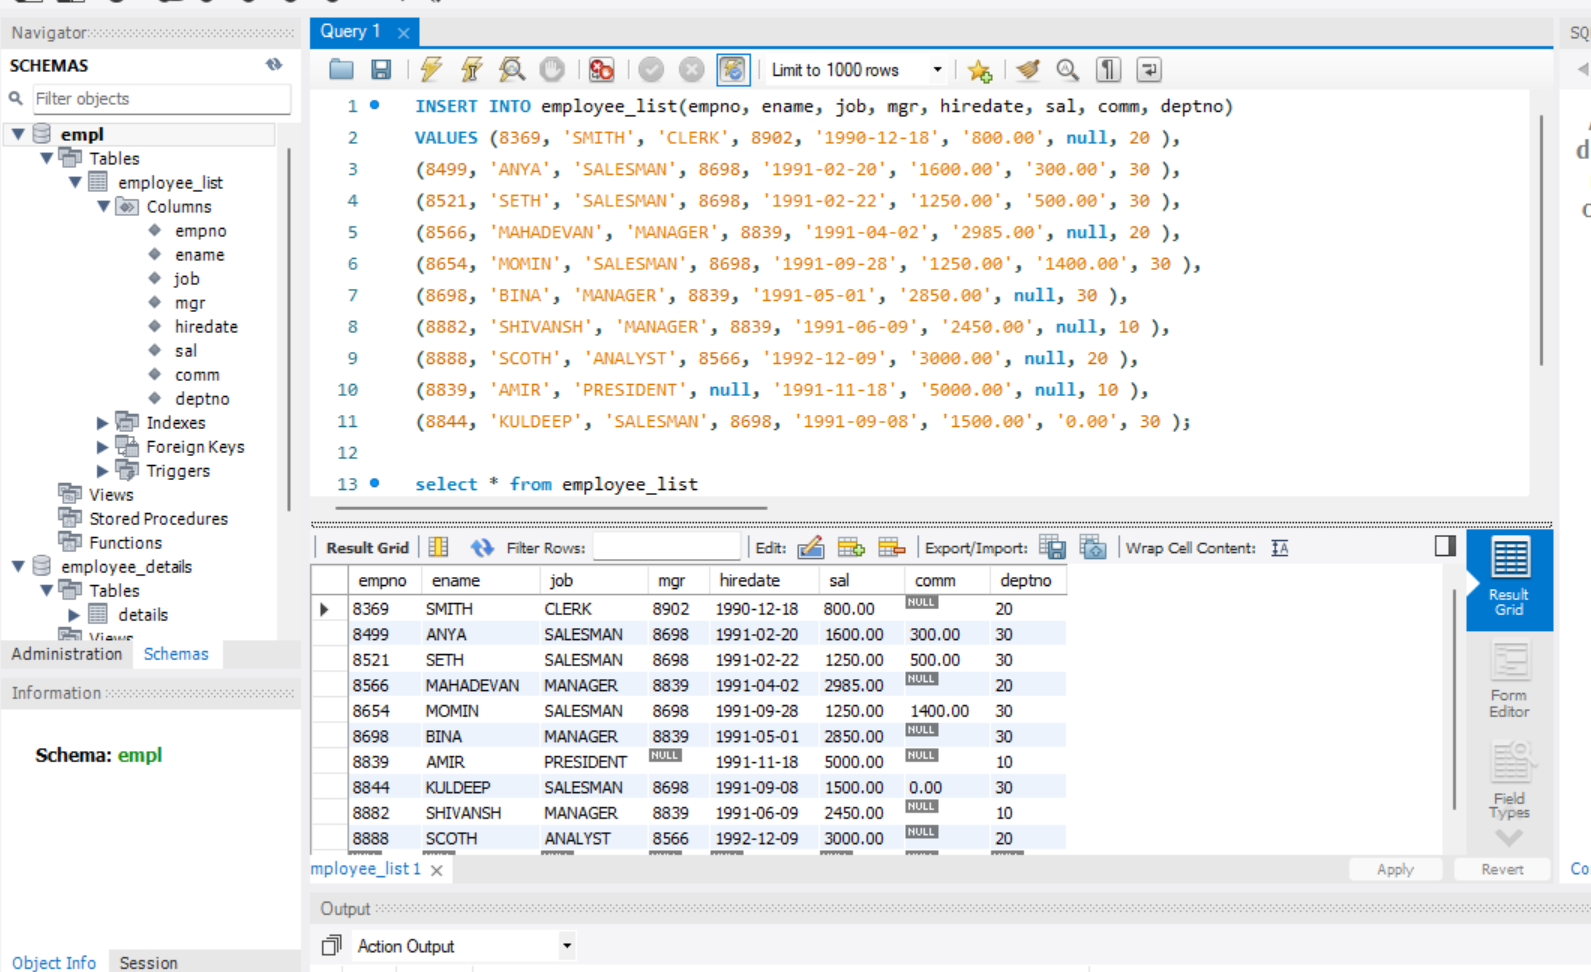 Navigator
Query 1
SQ
SCHEMAS
Limit to 1000 rows
Filter objects
1 INSERT INTO employee_list(empno, ename, job, mgr, hiredate, sal, comm, deptno)
2 VALUES (8369, 'SMITH', 'CLERK', 8902, '1990-12-18', '800.00', null, 20 ),
3 (8499, 'ANYA', 'SALESMAN', 8698, '1991-02-20', '1600.00', '300.00', 30 ),
4 (8521, 'SETH', 'SALESMAN', 8698, '1991-02-22', '1250.00', '500.00', 30 ),
5 (8566, 'MAHADEVAN', 'MANAGER', 8839, '1991-04-02', '2985.00', null, 20 ),
6 (8654, 'MOMIN', 'SALESMAN', 8698, '1991-09-28', '1250.00', '1400.00', 30 ),
7 (8698, 'BINA', 'MANAGER', 8839, '1991-05-01', '2850.00', null, 30 ),
8 (8882, 'SHIVANSH', 'MANAGER', 8839, '1991-06-09', '2450.00', null, 10 ),
9 (8888, 'SCOTH', 'ANALYST', 8566, '1992-12-09', '3000.00', null, 20 ),
10 (8839, 'AMIR', 'PRESIDENT', null, '1991-11-18', '5000.00', null, 10 ),
11 (8844, 'KULDEEP', 'SALESMAN', 8698, '1991-09-08', '1500.00', '0.00', 30 );
12
13 select * from employee_list
empl
Tables
employee_list
Columns
empno
ename
job
mgr
hiredate
sal
comm
deptno
Indexes
Foreign Keys
Triggers
Views
Stored Procedures
Functions
employee_details
Tables
details
Views
Administration Schemas
Information
Schema: empl
Object Info Session
Result Grid Filter Rows: Edit: Export/Import: Wrap Cell Content:
empno ename job mgr hiredate sal comm deptno
8369 SMITH CLERK 8902 1990-12-18 800.00 NULL 20
8499 ANYA SALESMAN 8698 1991-02-20 1600.00 300.00 30
8521 SETH SALESMAN 8698 1991-02-22 1250.00 500.00 30
8566 MAHADEVAN MANAGER 8839 1991-04-02 2985.00 NULL 20
8654 MOMIN SALESMAN 8698 1991-09-28 1250.00 1400.00 30
8698 BINA MANAGER 8839 1991-05-01 2850.00 NULL 30
8839 AMIR PRESIDENT NULL 1991-11-18 5000.00 NULL 10
8844 KULDEEP SALESMAN 8698 1991-09-08 1500.00 0.00 30
8882 SHIVANSH MANAGER 8839 1991-06-09 2450.00 NULL 10
8888 SCOTH ANALYST 8566 1992-12-09 3000.00 NULL 20
Result
Grid
Form
Editor
Field
Types
mployee_list 1
Apply Revert
Co
Output
Action Output